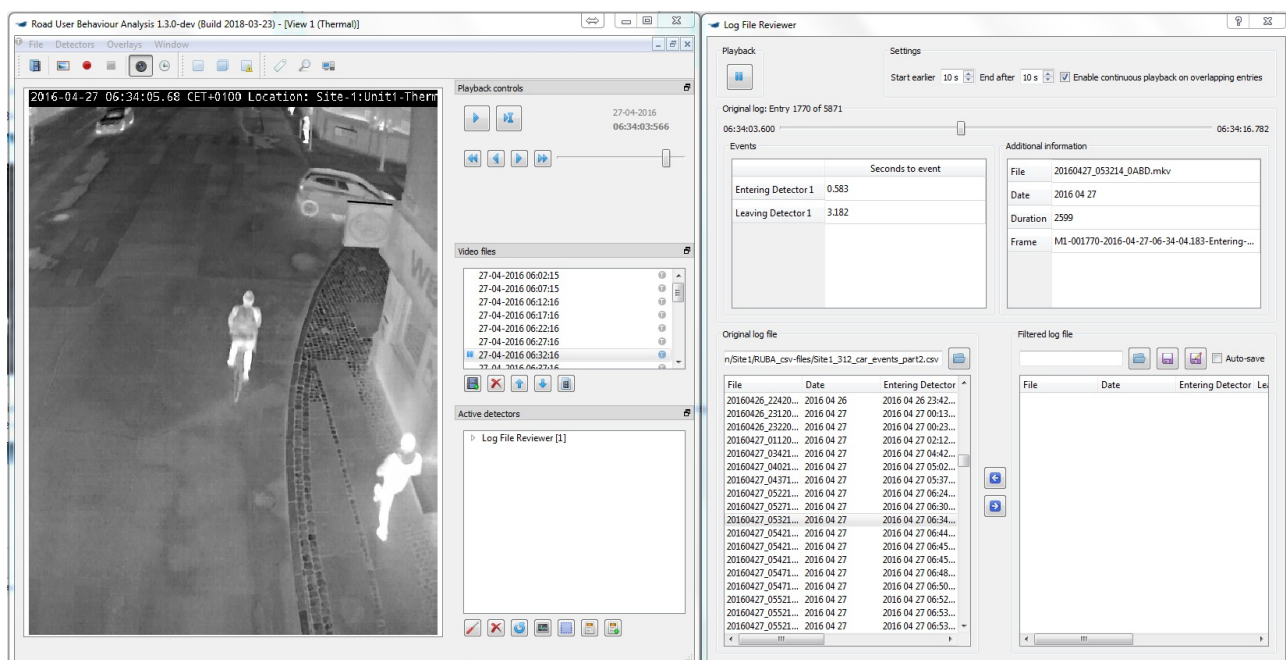 Road User Behaviour Analysis 1.3.0-dev (Build 2018-03-23) - [View 1 (Thermal)]
File Detectors Overlays Window
2016-04-27 06:34:05.68 CET+0100 Location: Site-1:Unit1-Therm
Playback controls
27-04-2016
06:34:03:566
Video files
27-04-2016 06:02:15
27-04-2016 06:07:15
27-04-2016 06:12:16
27-04-2016 06:17:16
27-04-2016 06:22:16
27-04-2016 06:27:16
27-04-2016 06:32:16
27-04-2016 06:37:16
Active detectors
Log File Reviewer [1]
Log File Reviewer
Playback
Settings
Start earlier 10 s End after 10 s Enable continuous playback on overlapping entries
Original log: Entry 1770 of 5871
06:34:03.600 06:34:16.782
Events
Seconds to event
Entering Detector 1 0.583
Leaving Detector 1 3.182
Additional information
File 20160427_053214_0ABD.mkv
Date 2016 04 27
Duration 2599
Frame M1-001770-2016-04-27-06-34-04.183-Entering-...
Original log file
n/Site1/RUBA_csv-files/Site1_312_car_events_part2.csv
File Date Entering Detector
20160426_22420... 2016 04 26 2016 04 26 23:42...
20160426_23120... 2016 04 27 2016 04 27 00:13...
20160426_23220... 2016 04 27 2016 04 27 00:23...
20160427_01120... 2016 04 27 2016 04 27 02:12...
20160427_03421... 2016 04 27 2016 04 27 04:42...
20160427_04021... 2016 04 27 2016 04 27 05:02...
20160427_04371... 2016 04 27 2016 04 27 05:37...
20160427_05221... 2016 04 27 2016 04 27 06:24...
20160427_05271... 2016 04 27 2016 04 27 06:30...
20160427_05321... 2016 04 27 2016 04 27 06:34...
20160427_05421... 2016 04 27 2016 04 27 06:44...
20160427_05421... 2016 04 27 2016 04 27 06:45...
20160427_05421... 2016 04 27 2016 04 27 06:45...
20160427_05471... 2016 04 27 2016 04 27 06:48...
20160427_05471... 2016 04 27 2016 04 27 06:50...
20160427_05521... 2016 04 27 2016 04 27 06:52...
20160427_05521... 2016 04 27 2016 04 27 06:53...
20160427_05521... 2016 04 27 2016 04 27 06:53...
Filtered log file
Auto-save
File Date Entering Detector Le